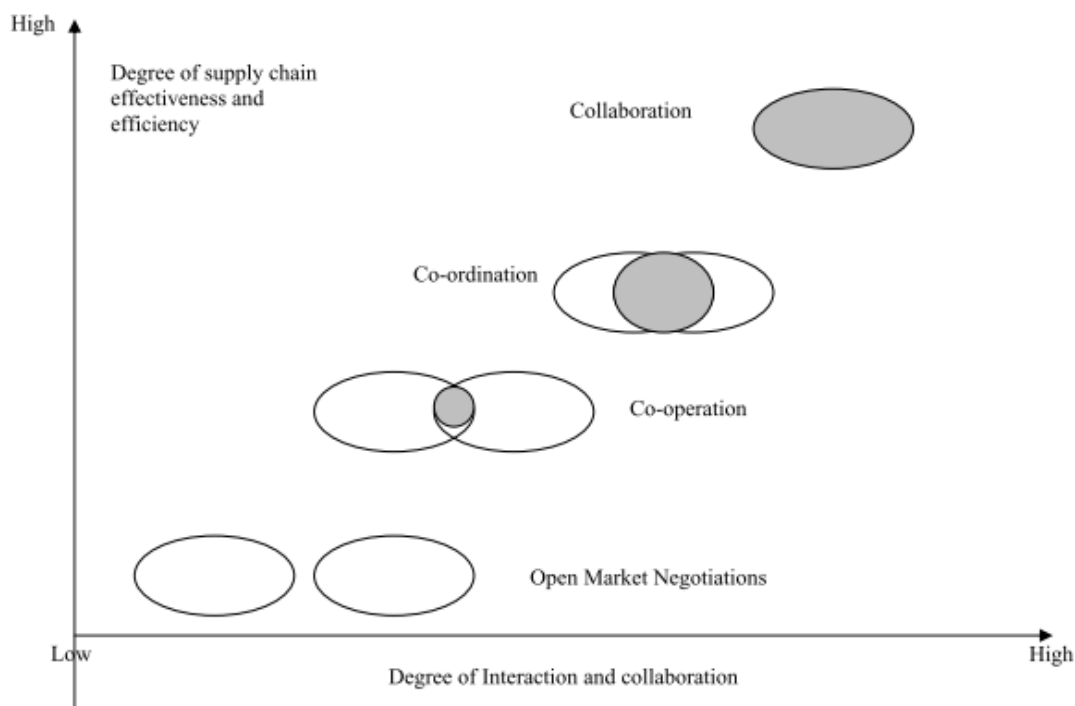 High
Degree of supply chain
effectiveness and
efficiency
Collaboration
Co-ordination
Co-operation
Open Market Negotiations
Low
High
Degree of Interaction and collaboration